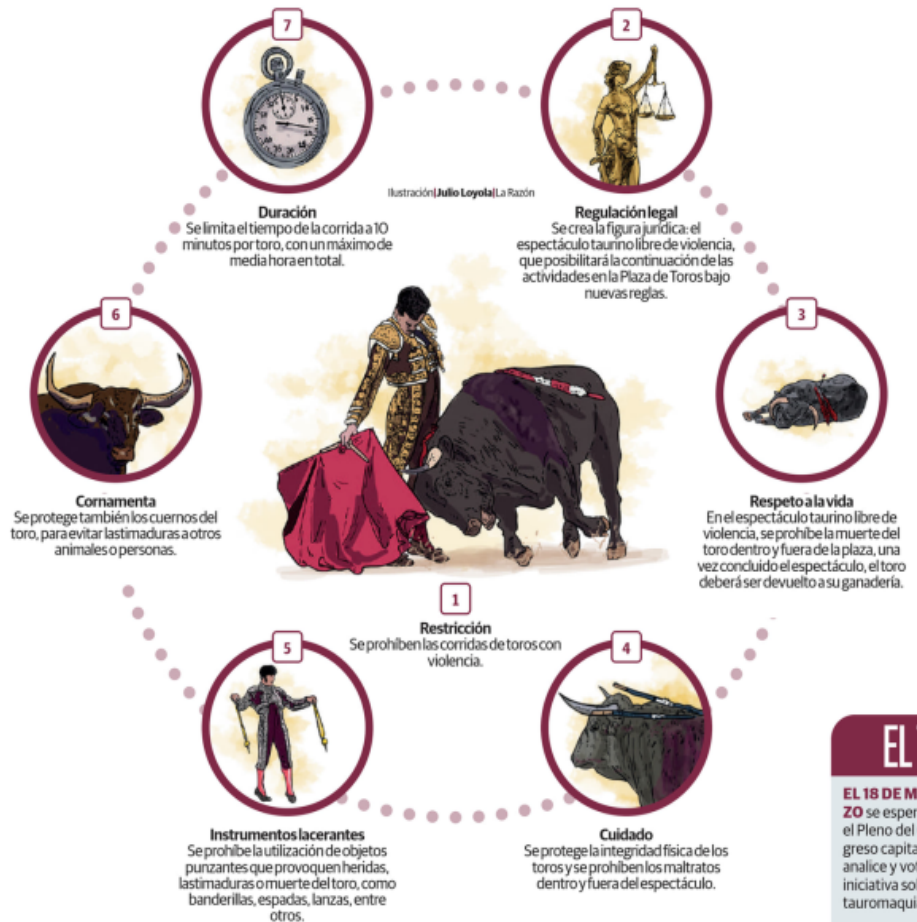 7
2
Ilustración|Julio Loyola|La Razón
Duración
Se limita el tiempo de la corrida a 10
minutos por toro, con un máximo de
media hora en total.
Regulación legal
Se crea la figura jurídica: el
espectáculo taurino libre de violencia,
que posibilitará la continuación de las
actividades en la Plaza de Toros bajo
nuevas reglas.
6
3
Cornamenta
Se protege también los cuernos del
toro, para evitar lastimaduras a otros
animales o personas.
Respeto a la vida
En el espectáculo taurino libre de
violencia, se prohíbe la muerte del
toro dentro y fuera de la plaza, una
vez concluido el espectáculo, el toro
deberá ser devuelto a su ganadería.
1
Restricción
Se prohíben las corridas de toros con
violencia.
5
4
Instrumentos lacerantes
Se prohíbe la utilización de objetos
punzantes que provoquen heridas,
lastimaduras o muerte del toro, como
banderillas, espadas, lanzas, entre
otros.
Cuidado
Se protege la integridad física de los
toros y se prohíben los maltratos
dentro y fuera del espectáculo.
EL
EL 18 DE M
ZO se esper
el Pleno del
greso capita
analice y vot
iniciativa so
tauromaqui